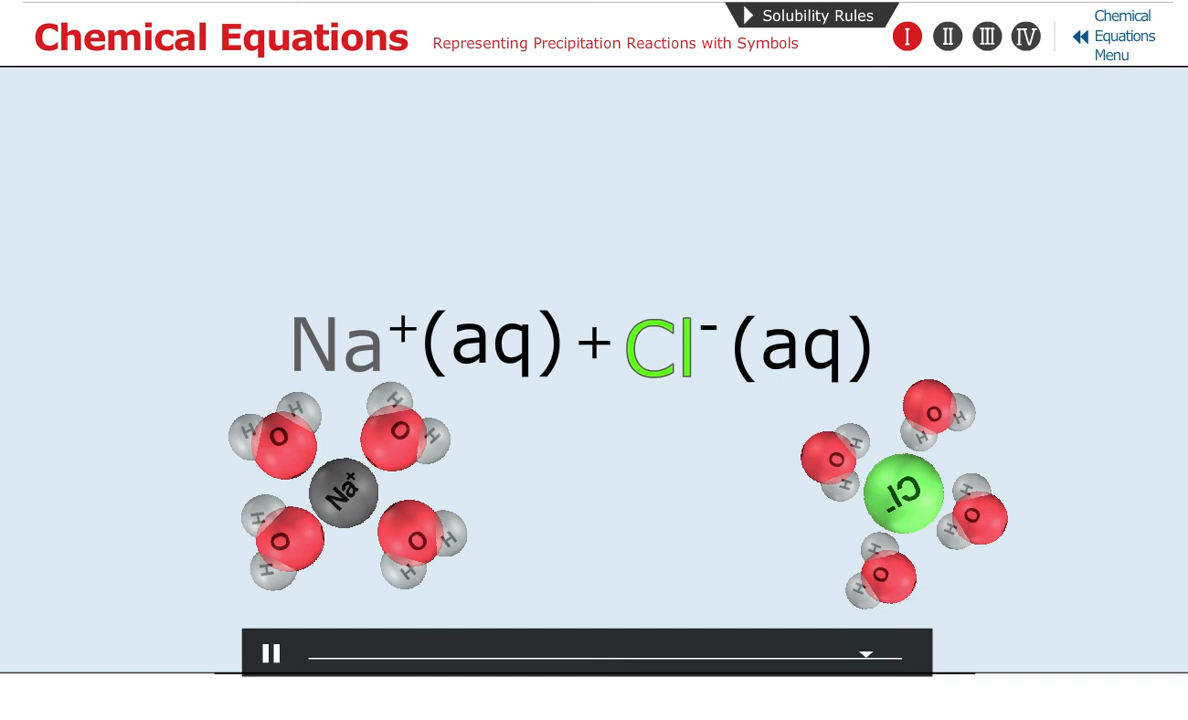 Solubility Rules
Chemical Equations
Representing Precipitation Reactions with Symbols
I II III IV
Chemical
Equations
Menu
Na⁺(aq) + Cl⁻(aq)
H H O
H O H
H O H
O H H
Na⁺
O H H
O H H
Cl⁻
O H H
H O H